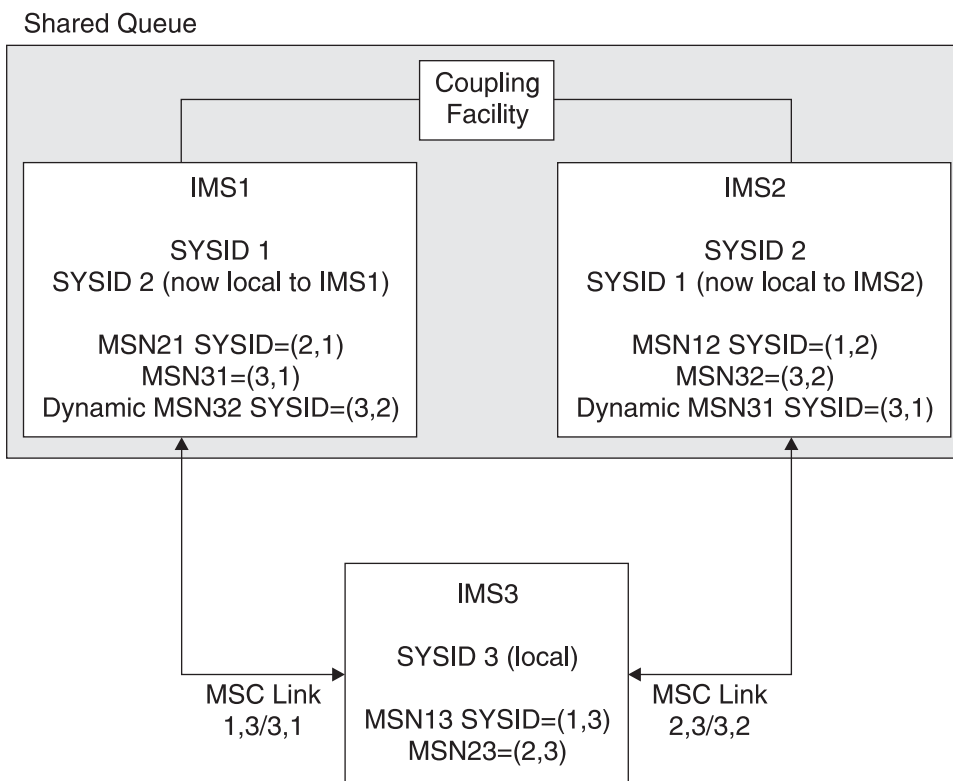 Shared Queue
Coupling
Facility
IMS1
SYSID 1
SYSID 2 (now local to IMS1)
MSN21 SYSID=(2,1)
MSN31=(3,1)
Dynamic MSN32 SYSID=(3,2)
IMS2
SYSID 2
SYSID 1 (now local to IMS2)
MSN12 SYSID=(1,2)
MSN32=(3,2)
Dynamic MSN31 SYSID=(3,1)
MSC Link
1,3/3,1
IMS3
SYSID 3 (local)
MSN13 SYSID=(1,3)
MSN23=(2,3)
MSC Link
2,3/3,2